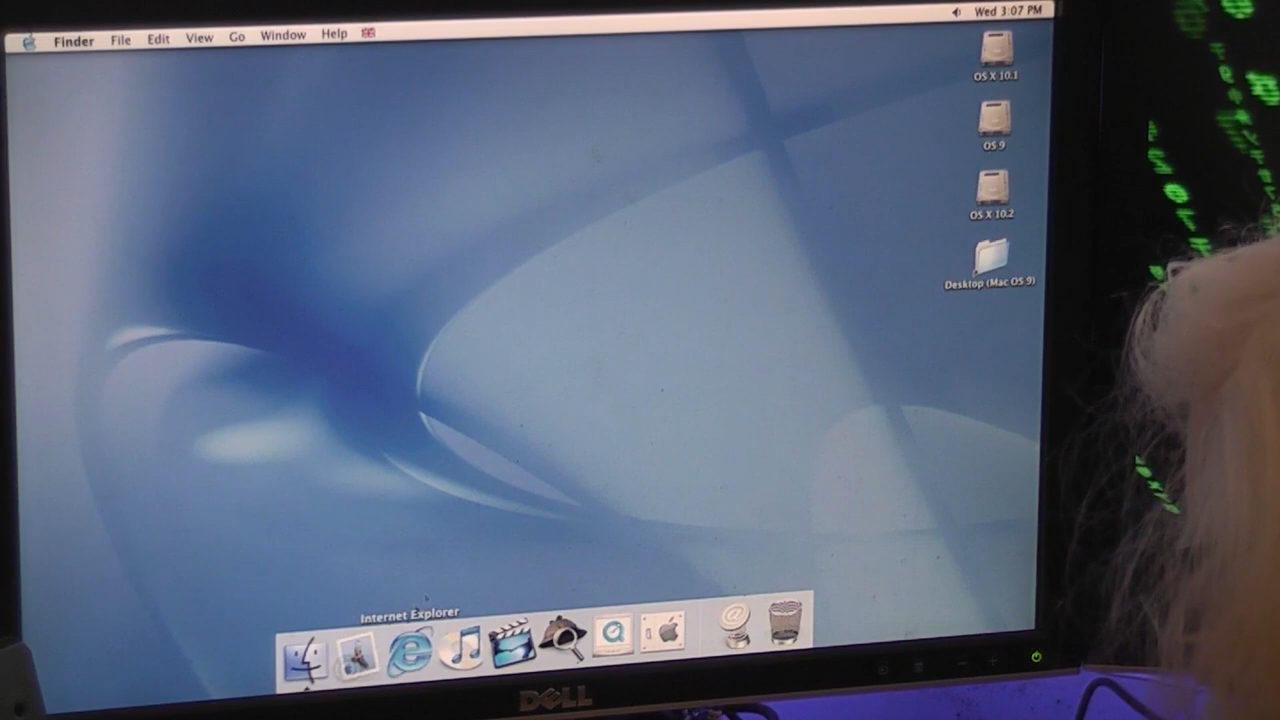 Finder File Edit View Go Window Help
Wed 3:07 PM
OS X 10.1
OS 9
OS X 10.2
Desktop (Mac OS 9)
Internet Explorer
DELL